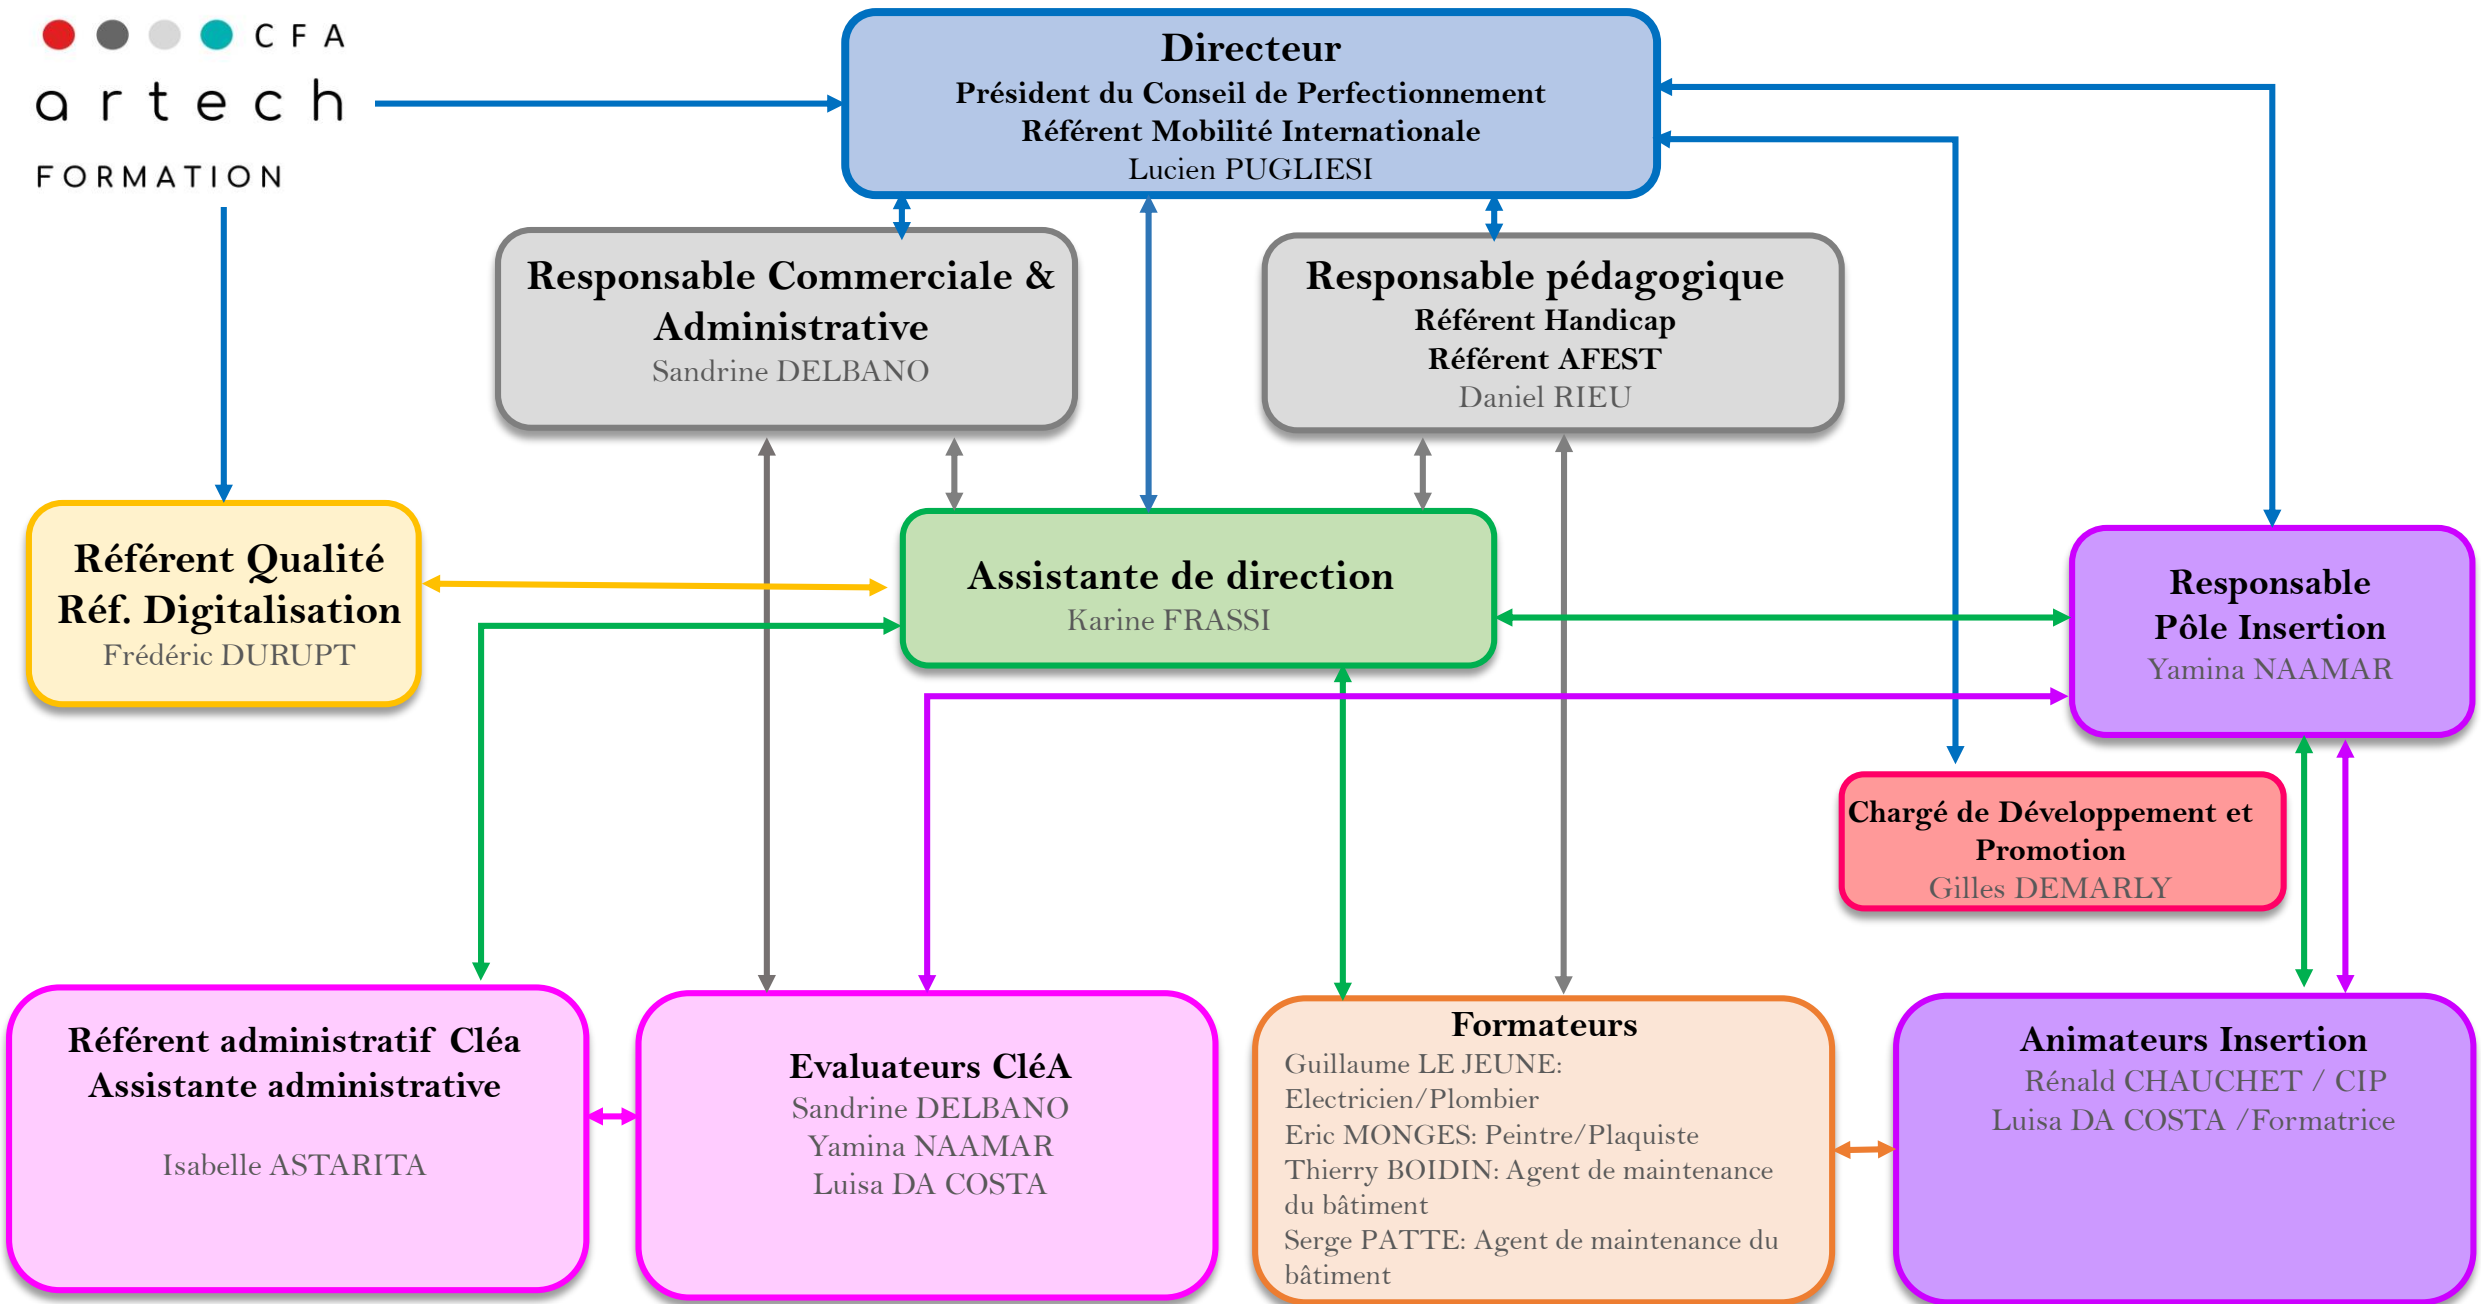 CFA
artech
FORMATION
Directeur
Président du Conseil de Perfectionnement
Référent Mobilité Internationale
Lucien PUGLIESI
Responsable Commerciale &
Administrative
Sandrine DELBANO
Responsable pédagogique
Référent Handicap
Référent AFEST
Daniel RIEU
Référent Qualité
Réf. Digitalisation
Frédéric DURUPT
Assistante de direction
Karine FRASSI
Responsable
Pôle Insertion
Yamina NAAMAR
Chargé de Développement et
Promotion
Gilles DEMARLY
Référent administratif Cléa
Assistante administrative
Isabelle ASTARITA
Evaluateurs CléA
Sandrine DELBANO
Yamina NAAMAR
Luisa DA COSTA
Formateurs
Guillaume LE JEUNE:
Electricien/Plombier
Eric MONGES: Peintre/Plaquiste
Thierry BOIDIN: Agent de maintenance
du bâtiment
Serge PATTE: Agent de maintenance du
bâtiment
Animateurs Insertion
Rénald CHAUCHET / CIP
Luisa DA COSTA /Formatrice